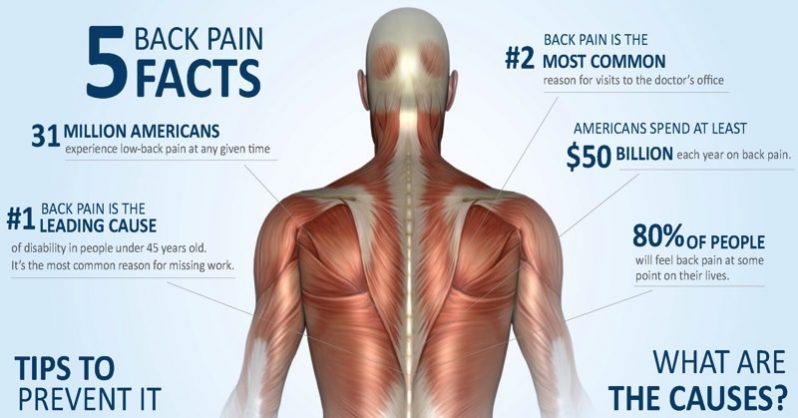 5 BACK PAIN
FACTS
31 MILLION AMERICANS
experience low-back pain at any given time
#1 BACK PAIN IS THE
LEADING CAUSE
of disability in people under 45 years old.
It's the most common reason for missing work.
TIPS TO
PREVENT IT
#2 BACK PAIN IS THE
MOST COMMON
reason for visits to the doctor's office
AMERICANS SPEND AT LEAST
$50 BILLION each year on back pain.
80% OF PEOPLE
will feel back pain at some
point on their lives.
WHAT ARE
THE CAUSES?